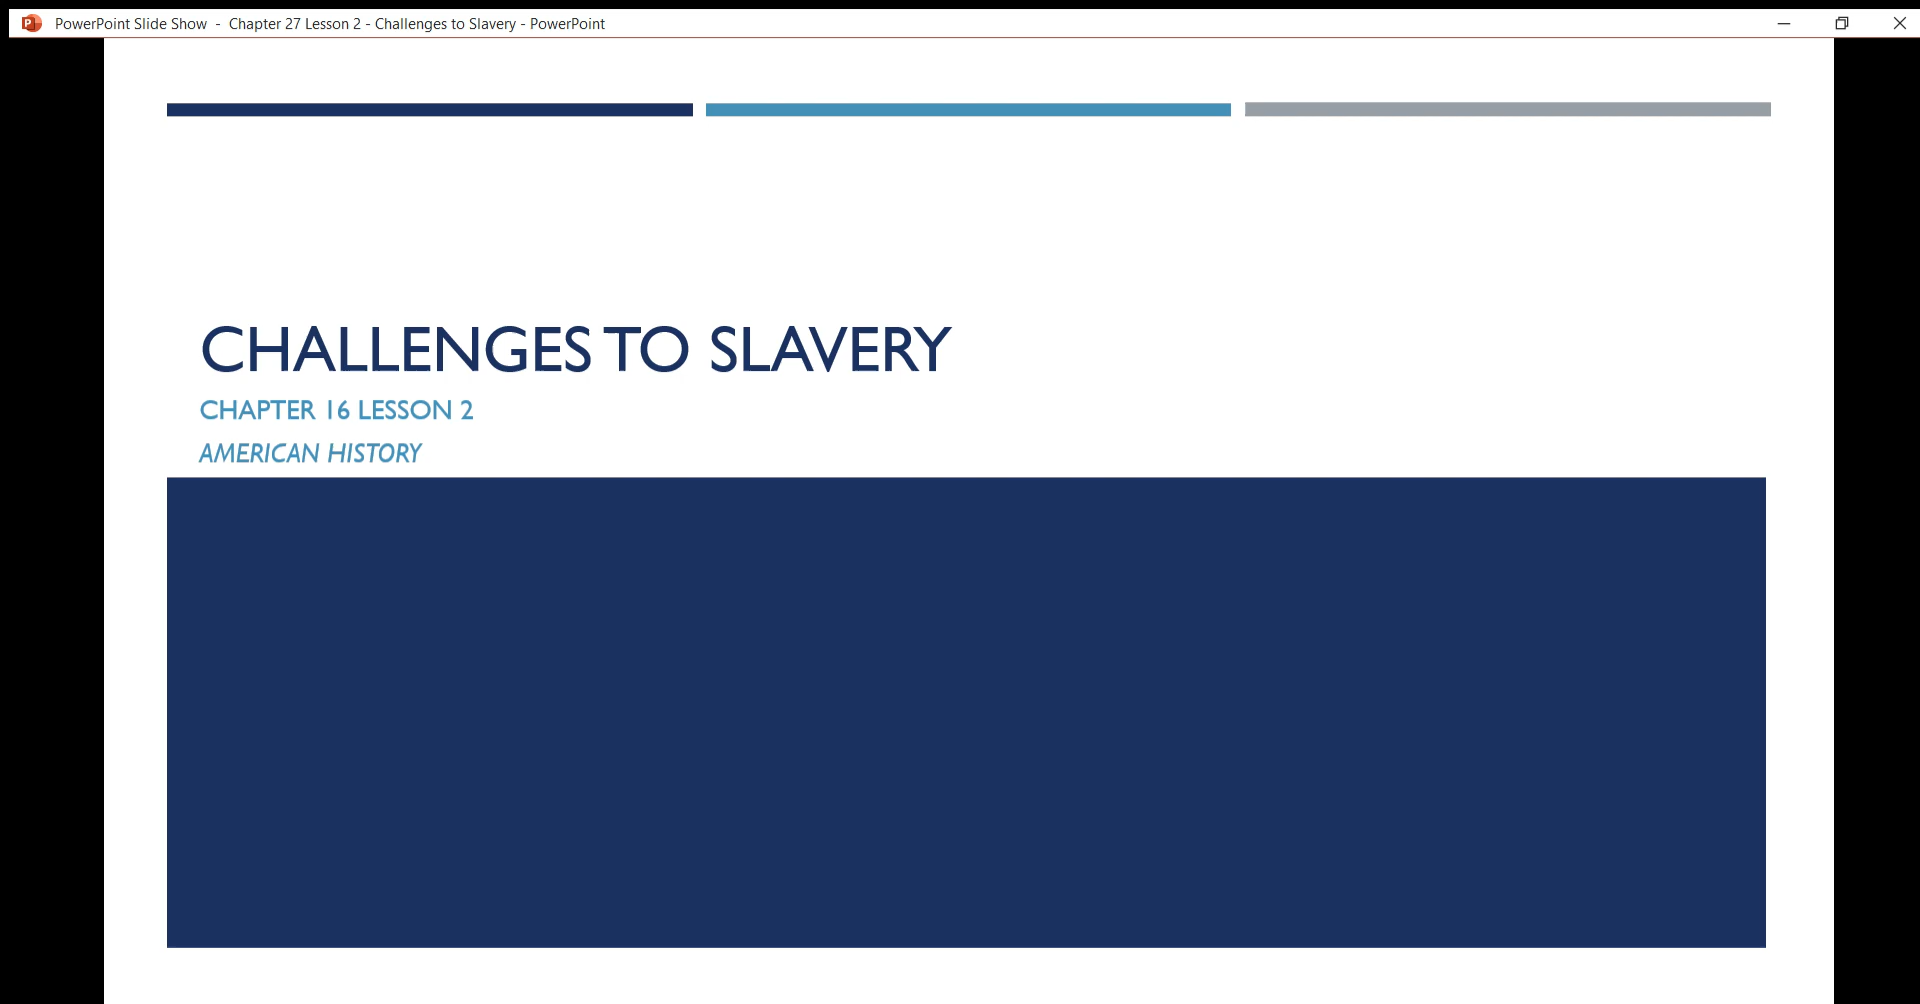 PowerPoint Slide Show - Chapter 27 Lesson 2 - Challenges to Slavery - PowerPoint
CHALLENGES TO SLAVERY
CHAPTER 16 LESSON 2
AMERICAN HISTORY